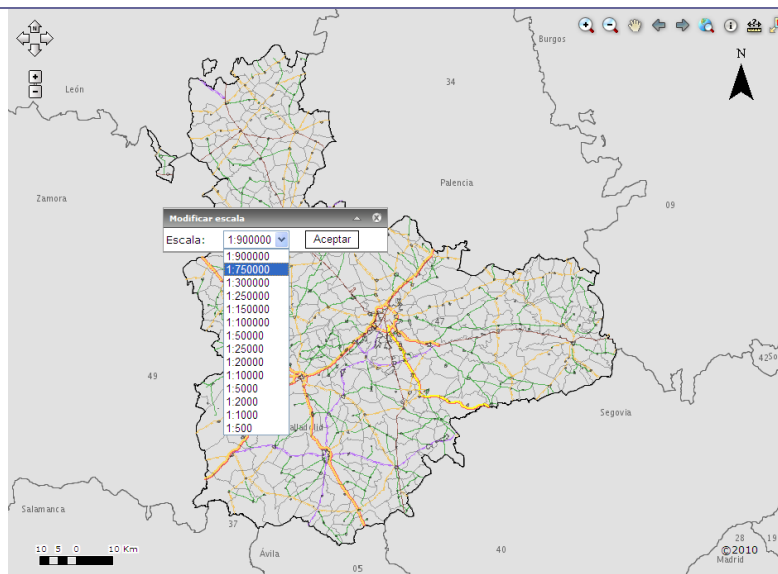 N
Burgos
N
León
34
Palencia
Zamora
09
Modificar escala
Escala: 1:900000 Aceptar
1:900000
1:750000
1:300000
1:250000
1:150000
1:100000
1:50000
1:25000
1:20000
1:10000
1:5000
1:2000
1:1000
1:500
47
42 So
49
Segovia
alladolid
Salamanca
37
10 5 0 10 Km
Ávila
40
05
28 19
©2010
Madrid